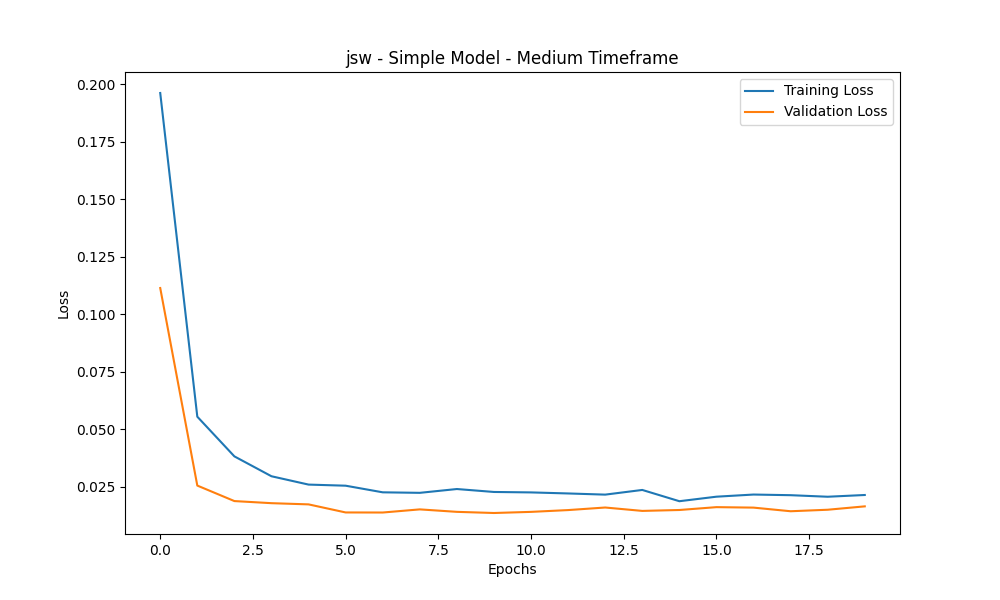 jsw - Simple Model - Medium Timeframe
Training Loss
Validation Loss
0.200
0.175
0.150
0.125
0.100
0.075
0.050
0.025
Loss
0.0 2.5 5.0 7.5 10.0 12.5 15.0 17.5
Epochs